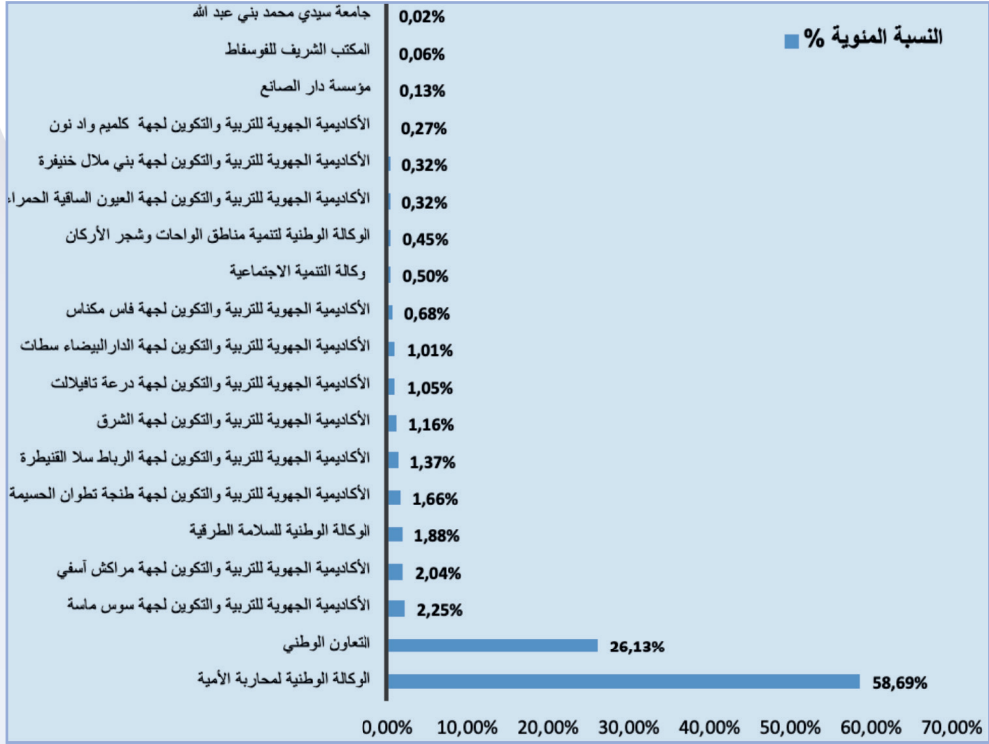 النسبة المئوية %
جامعة سيدي محمد بني عبد الله 0,02%
المكتب الشريف للفوسفاط 0,06%
مؤسسة دار الصانع 0,13%
الأكاديمية الجهوية للتربية والتكوين لجهة كلميم واد نون 0,27%
الأكاديمية الجهوية للتربية والتكوين لجهة بني ملال خنيفرة 0,32%
الأكاديمية الجهوية للتربية والتكوين لجهة العيون الساقية الحمراء 0,32%
الوكالة الوطنية لتنمية مناطق الواحات وشجر الأركان 0,45%
وكالة التنمية الاجتماعية 0,50%
الأكاديمية الجهوية للتربية والتكوين لجهة فاس مكناس 0,68%
الأكاديمية الجهوية للتربية والتكوين لجهة الدارالبيضاء سطات 1,01%
الأكاديمية الجهوية للتربية والتكوين لجهة درعة تافيلالت 1,05%
الأكاديمية الجهوية للتربية والتكوين لجهة الشرق 1,16%
الأكاديمية الجهوية للتربية والتكوين لجهة الرباط سلا القنيطرة 1,37%
الأكاديمية الجهوية للتربية والتكوين لجهة طنجة تطوان الحسيمة 1,66%
الوكالة الوطنية للسلامة الطرقية 1,88%
الأكاديمية الجهوية للتربية والتكوين لجهة مراكش آسفي 2,04%
الأكاديمية الجهوية للتربية والتكوين لجهة سوس ماسة 2,25%
التعاون الوطني 26,13%
الوكالة الوطنية لمحاربة الأمية 58,69%
0,00% 10,00% 20,00% 30,00% 40,00% 50,00% 60,00% 70,00%